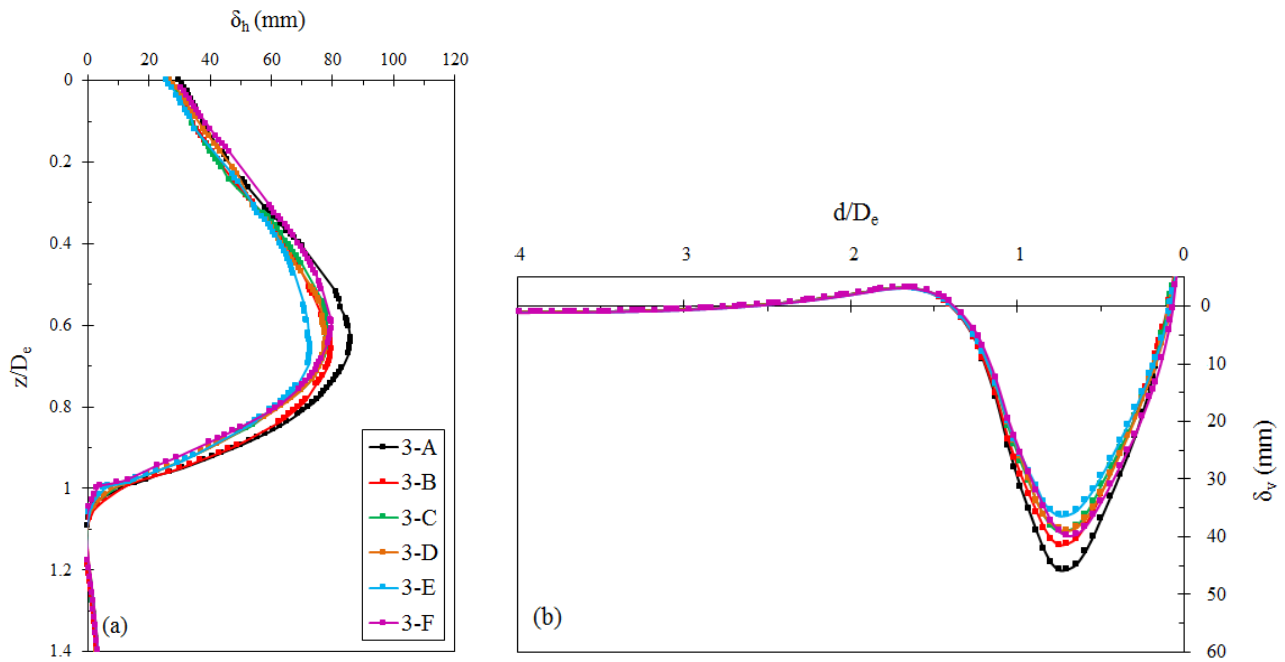 δh (mm)
0 20 40 60 80 100 120
0
0.2
0.4
0.6
0.8
1
1.2
1.4
z/De
3-A
3-B
3-C
3-D
3-E
3-F
(a)
d/De
4 3 2 1 0
0
10
20
30
40
50
60
δv (mm)
(b)